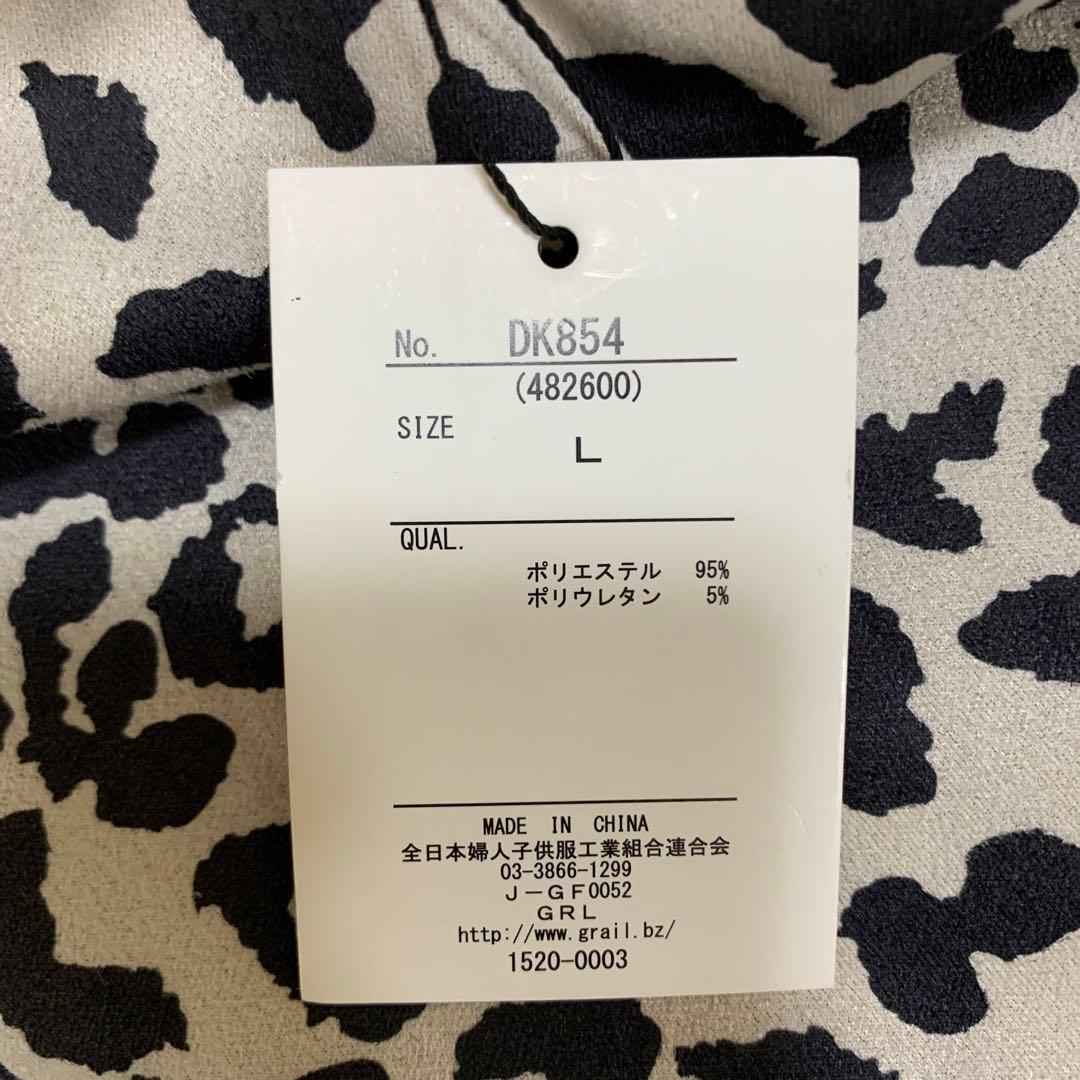 No. DK854
(482600)
SIZE
L
QUAL.
ポリエステル 95%
ポリウレタン 5%
MADE IN CHINA
全日本婦人子供服工業組合連合会
03-3866-1299
J－GF0052
GRL
http://www.grail.bz/
1520-0003